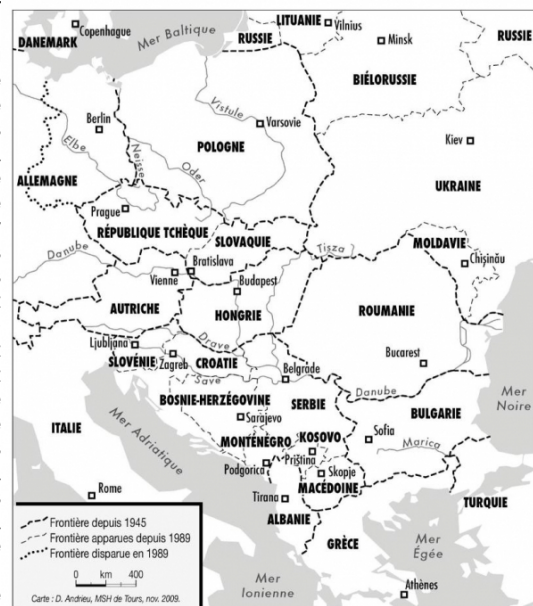 LITUANIE
Vilnius
Copenhague
Mer Baltique
DANEMARK
RUSSIE
RUSSIE
Minsk
BIÉLORUSSIE
Berlin
Vistule
Varsovie
Elbe
Neisse
POLOGNE
Oder
Kiev
ALLEMAGNE
UKRAINE
Prague
RÉPUBLIQUE TCHÈQUE
SLOVAQUIE
MOLDAVIE
Danube
Tisza
Chişinău
Bratislava
Vienne
Budapest
AUTRICHE
HONGRIE
ROUMANIE
Ljubljana
Drave
SLOVÉNIE
Zagreb
CROATIE
Bucarest
Belgrade
Save
Danube
Mer
Noire
BOSNIE-HERZÉGOVINE
SERBIE
BULGARIE
Sarajevo
Mer Adriatique
ITALIE
MONTÉNÉGRO
KOSOVO
Sofia
Marica
Priština
Podgorica
Skopje
Rome
MACÉDOINE
Tirana
TURQUIE
ALBANIE
GRÈCE
Mer
Égée
Mer
Ionienne
Athènes
Frontière depuis 1945
Frontière apparues depuis 1989
Frontière disparue en 1989
0 km 400
Carte : D. Andrieu, MSH de Tours, nov. 2009.